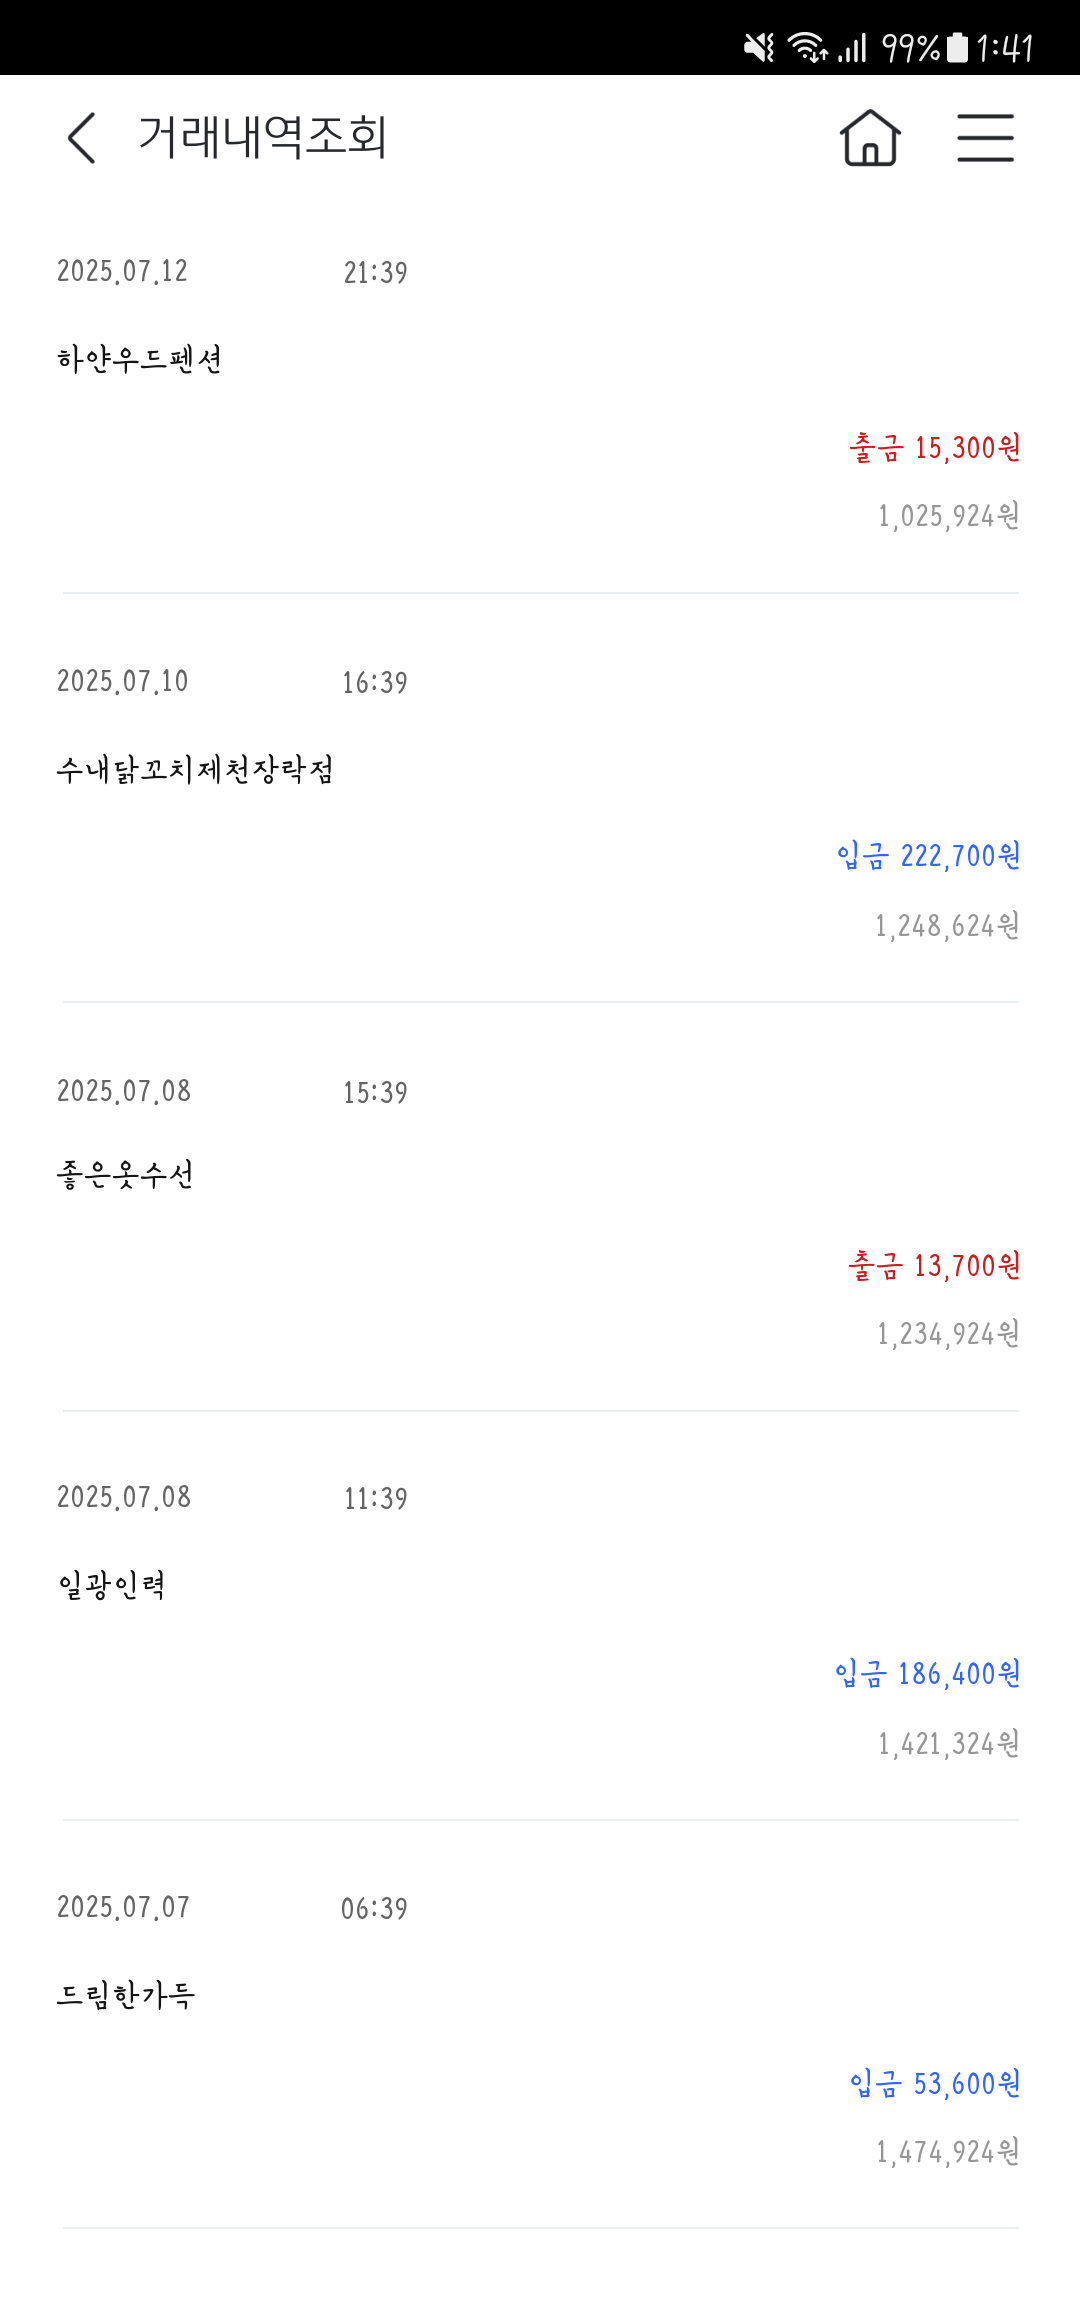 99% 1:41
거래내역조회
2025.07.12 21:39
하얀우드펜션
출금 15,300원
1,025,924원
2025.07.10 16:39
수내닭꼬치제천장락점
입금 222,700원
1,248,624원
2025.07.08 15:39
좋은옷수선
출금 13,700원
1,234,924원
2025.07.08 11:39
일광인력
입금 186,400원
1,421,324원
2025.07.07 06:39
드림한가득
입금 53,600원
1,474,924원